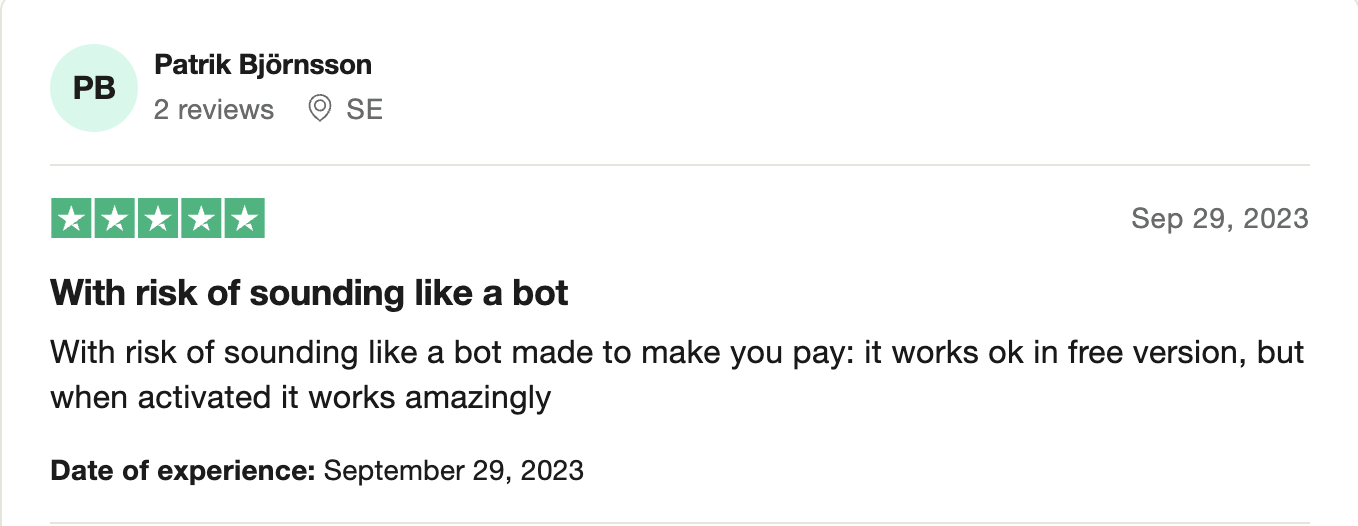 PB
Patrik Björnsson
2 reviews SE
Sep 29, 2023
With risk of sounding like a bot
With risk of sounding like a bot made to make you pay: it works ok in free version, but
when activated it works amazingly
Date of experience: September 29, 2023